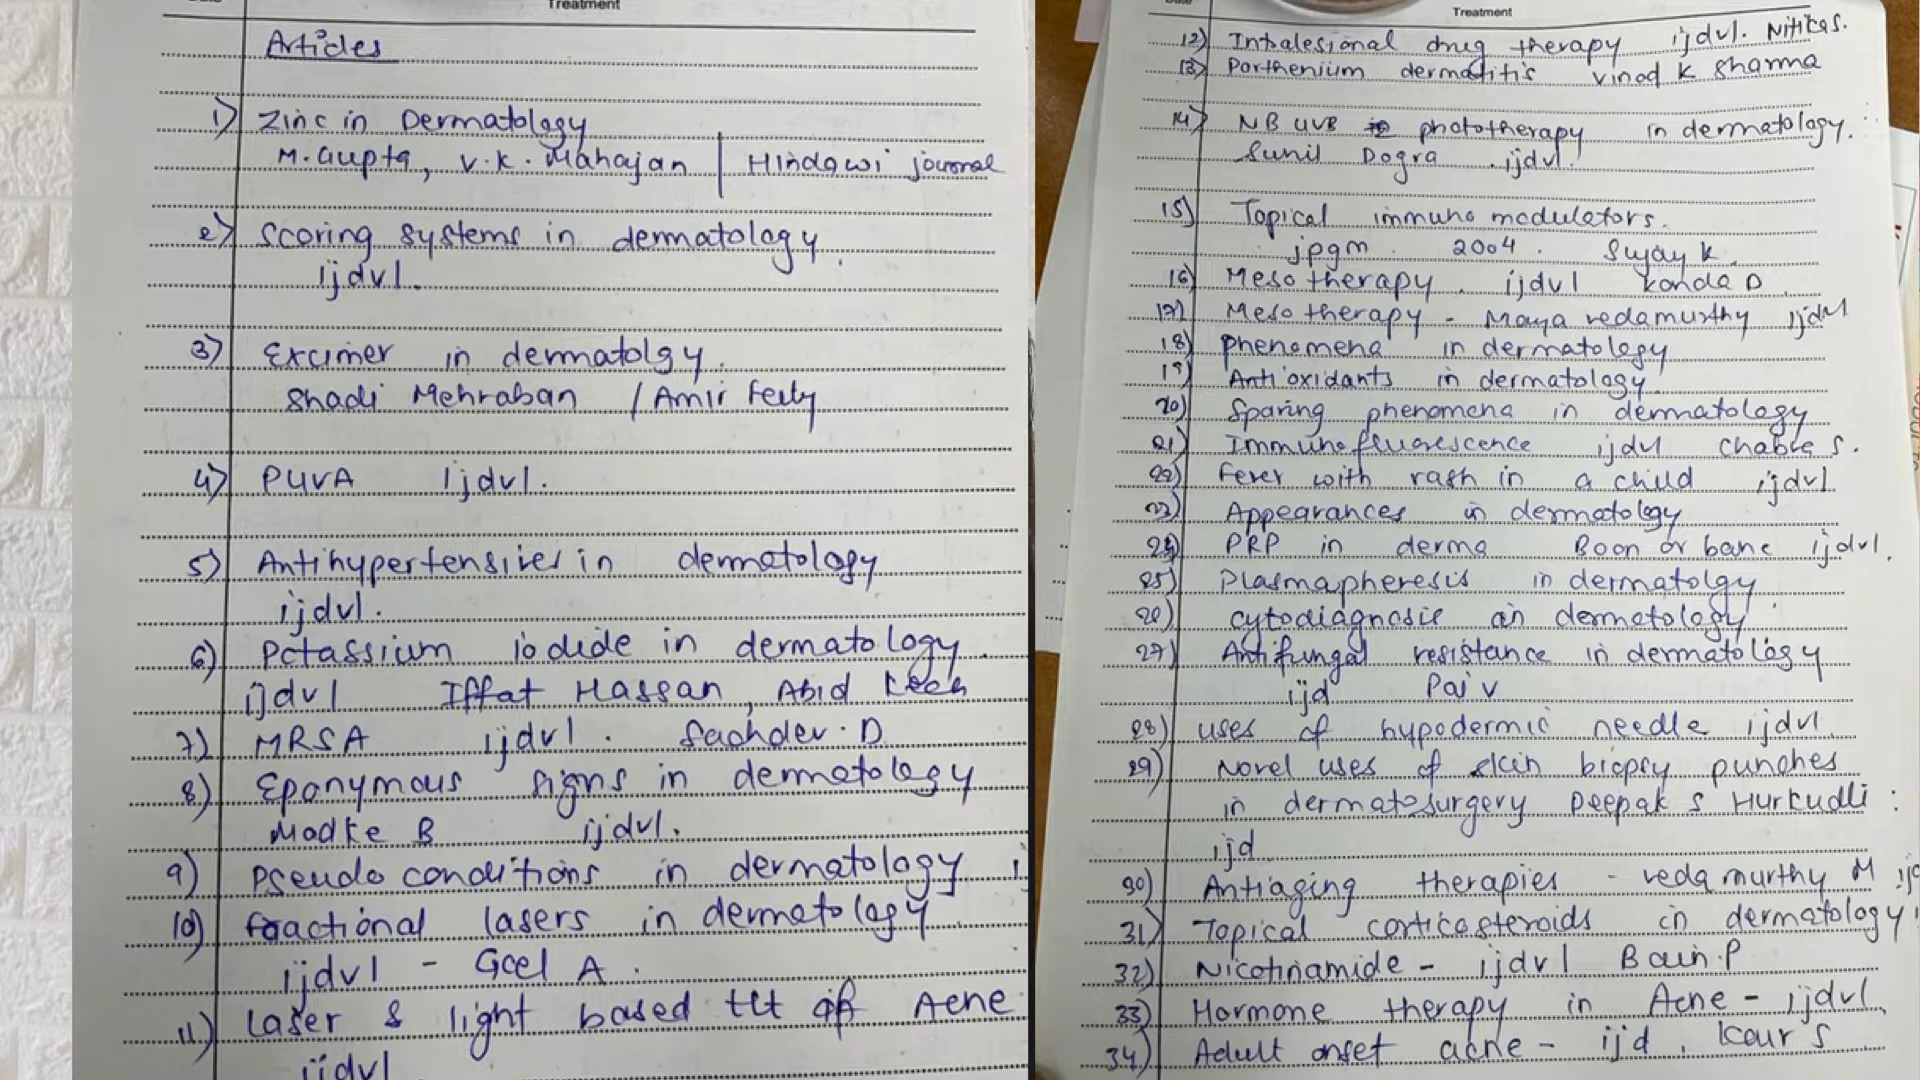 Treatment
Articles
1) Zinc in Dermatology
M. Gupta, V.K. Mahajan | Hindawi journal
2) Scoring systems in dermatology.
ijdvl.
3) Excimer in dermatolgy.
Shadi Mehraban / Amir Feily
4) PUVA ijdvl.
5) Antihypertensives in dermatology
ijdvl.
6) Potassium iodide in dermatology.
ijdvl Iffat Hassan, Abid Keen
7) MRSA ijdvl. Sachdev. D
8) Eponymous signs in dermatology
Madke B ijdvl.
9) Pseudo conditions in dermatology
10) fractional lasers in dermatology
ijdvl - Goel A.
11) Laser & light based ttt of Acne
ijdvl
Treatment
12) Intralesional drug therapy ijdvl.
13) Parthenium dermatitis Vinod K Sharma
14) NB UVB phototherapy in dermatology.
Sunil Dogra ijdvl.
15) Topical immuno modulators.
jpgm 2004. Sujay K.
16) Meso therapy. ijdvl Konda D
17) Meso therapy - Maya vedamurthy ijdvl
18) phenomena in dermatology
19) Anti oxidants in dermatology
20) Sparing phenomena in dermatology
21) Immunofluorescence ijdvl S.
22) Fever with rash in a child ijdvl
23) Appearances in dermatology
24) PRP in derma Boon or bane ijdvl.
25) Plasmapheresis in dermatolgy
26) cytodiagnosis in dermatology
27) Antifungal resistance in dermatology
ijd Pai V
28) uses of hypodermic needle ijdvl
29) Novel uses of skin biopsy punches
in dermatosurgery Deepak S Hurkudli :
ijd
30) Antiaging therapies - veda murthy M
31) Topical corticosteroids in dermatology
32) Nicotinamide - ijdvl Bain.P
33) Hormone therapy in Acne - ijdvl
34) Adult onset acne - ijd. Kaur S